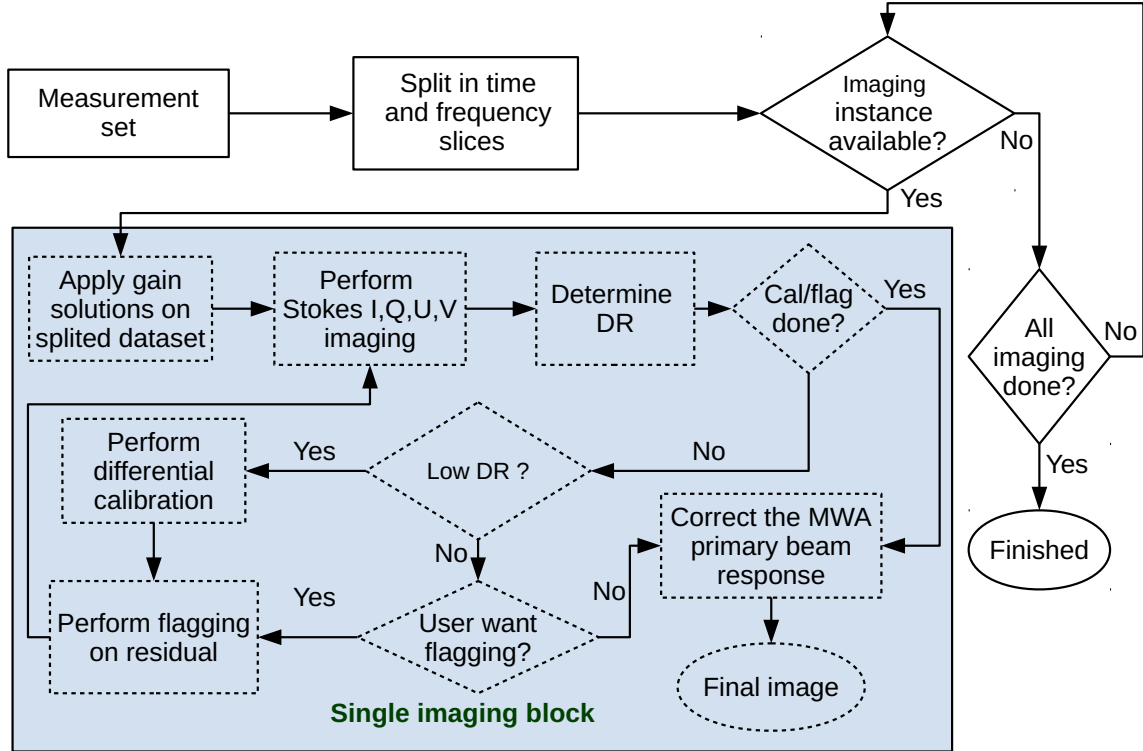 Measurement
set
Split in time
and frequency
slices
Imaging
instance
available?
No
Yes
Apply gain
solutions on
splited dataset
Perform
Stokes I,Q,U,V
imaging
Determine
DR
Cal/flag
done?
Yes
All
imaging
done?
No
Perform
differential
calibration
Yes
Low DR ?
No
Yes
Correct the MWA
primary beam
response
Finished
No
No
Perform flagging
on residual
Yes
User want
flagging?
Final image
Single imaging block